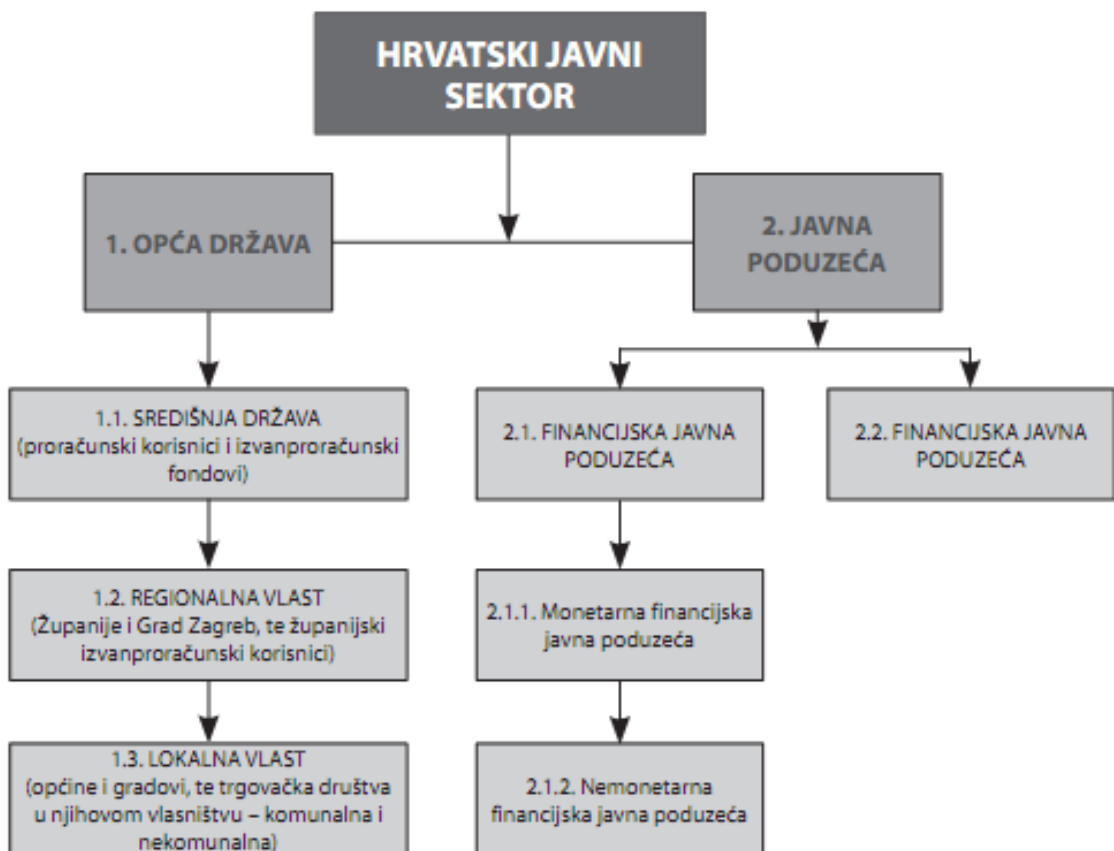 HRVATSKI JAVNI
SEKTOR
1. OPĆA DRŽAVA
2. JAVNA
PODUZEĆA
1.1. SREDIŠNJA DRŽAVA
(proračunski korisnici i izvanproračunski
fondovi)
2.1. FINANCIJSKA JAVNA
PODUZEĆA
2.2. FINANCIJSKA JAVNA
PODUZEĆA
1.2. REGIONALNA VLAST
(Županije i Grad Zagreb, te županijski
izvanproračunski korisnici)
2.1.1. Monetarna financijska
javna poduzeća
1.3. LOKALNA VLAST
(općine i gradovi, te trgovačka društva
u njihovom vlasništvu – komunalna i
nekomunalna)
2.1.2. Nemonetarna
financijska javna poduzeća